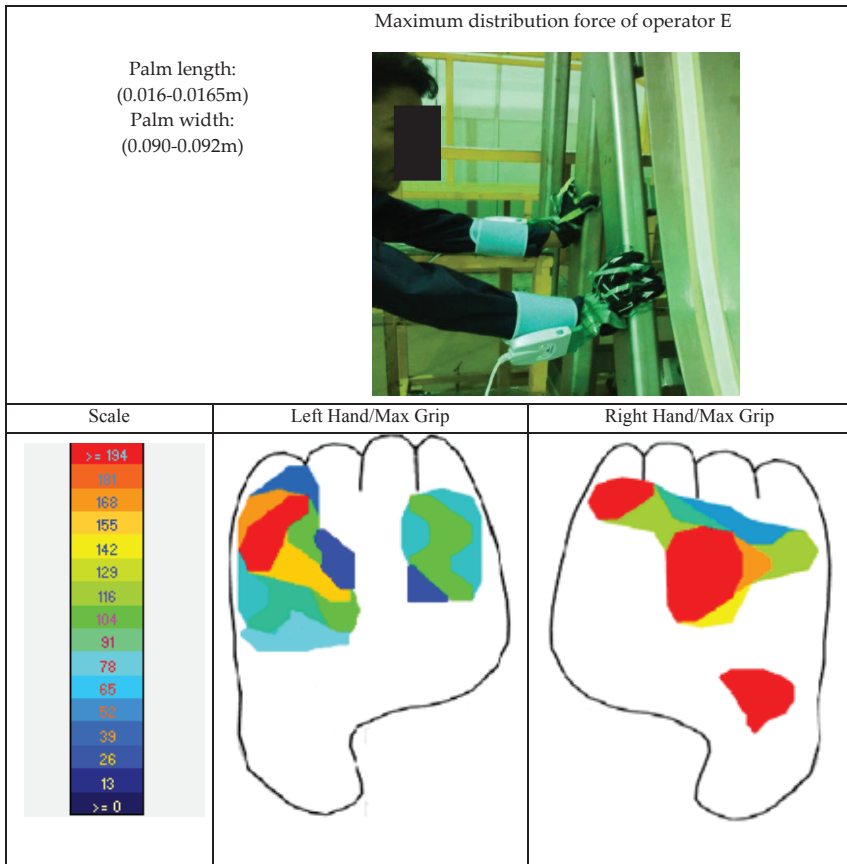 Maximum distribution force of operator E
Palm length:
(0.016-0.0165m)
Palm width:
(0.090-0.092m)
Scale
Left Hand/Max Grip
Right Hand/Max Grip
>= 194
181
168
155
142
129
116
104
91
78
65
52
39
26
13
>= 0